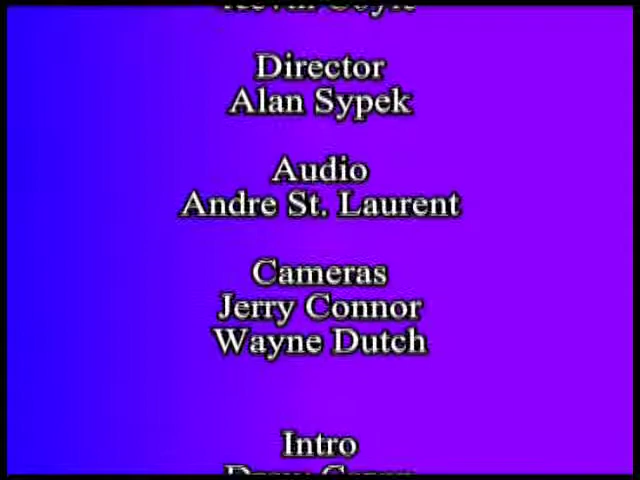 Director
Alan Sypek
Audio
Andre St. Laurent
Cameras
Jerry Connor
Wayne Dutch
Intro